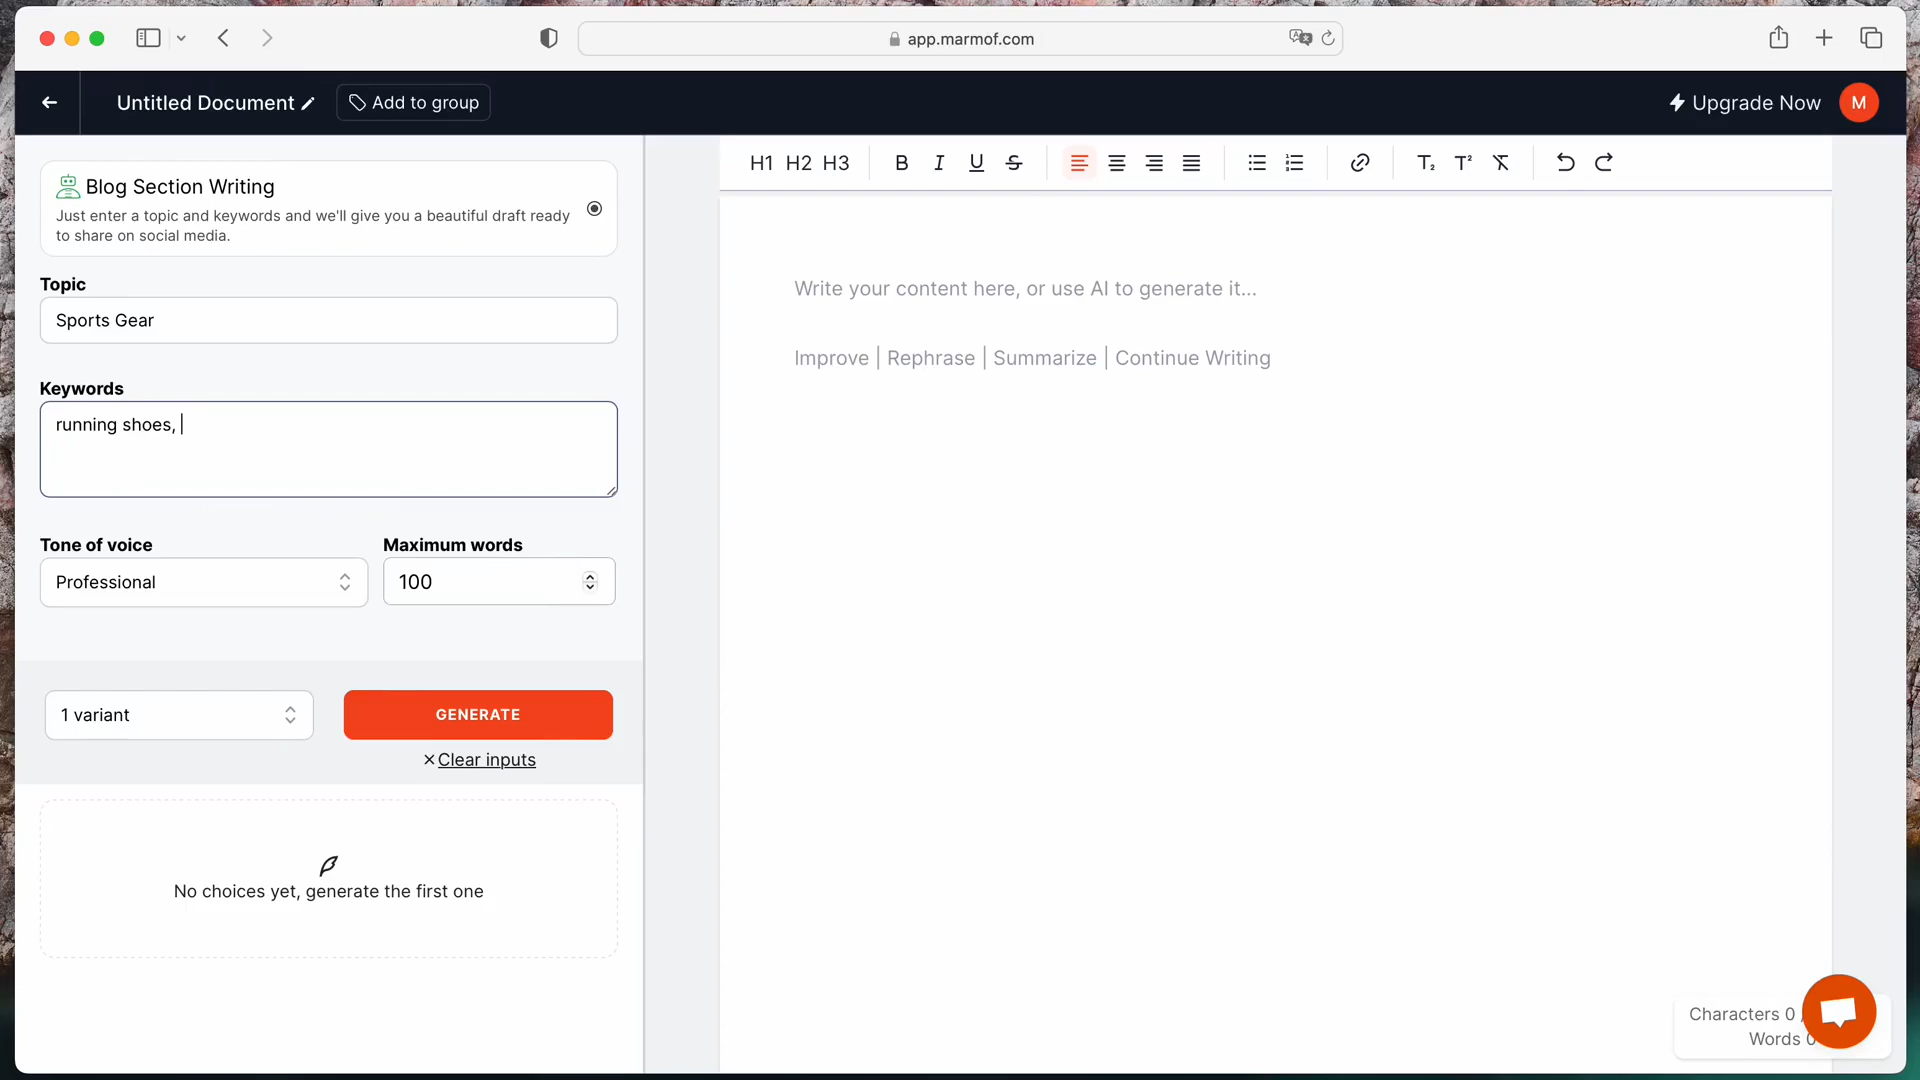 app.marmof.com
Untitled Document
Add to group
Upgrade Now
M
Blog Section Writing
Just enter a topic and keywords and we'll give you a beautiful draft ready
to share on social media.
Topic
Sports Gear
Keywords
running shoes,
Tone of voice
Maximum words
Professional
100
1 variant
GENERATE
×Clear inputs
No choices yet, generate the first one
H1 H2 H3 B I U S T₂ T²
Write your content here, or use AI to generate it...
Improve | Rephrase | Summarize | Continue Writing
Characters 0 /
Words 0